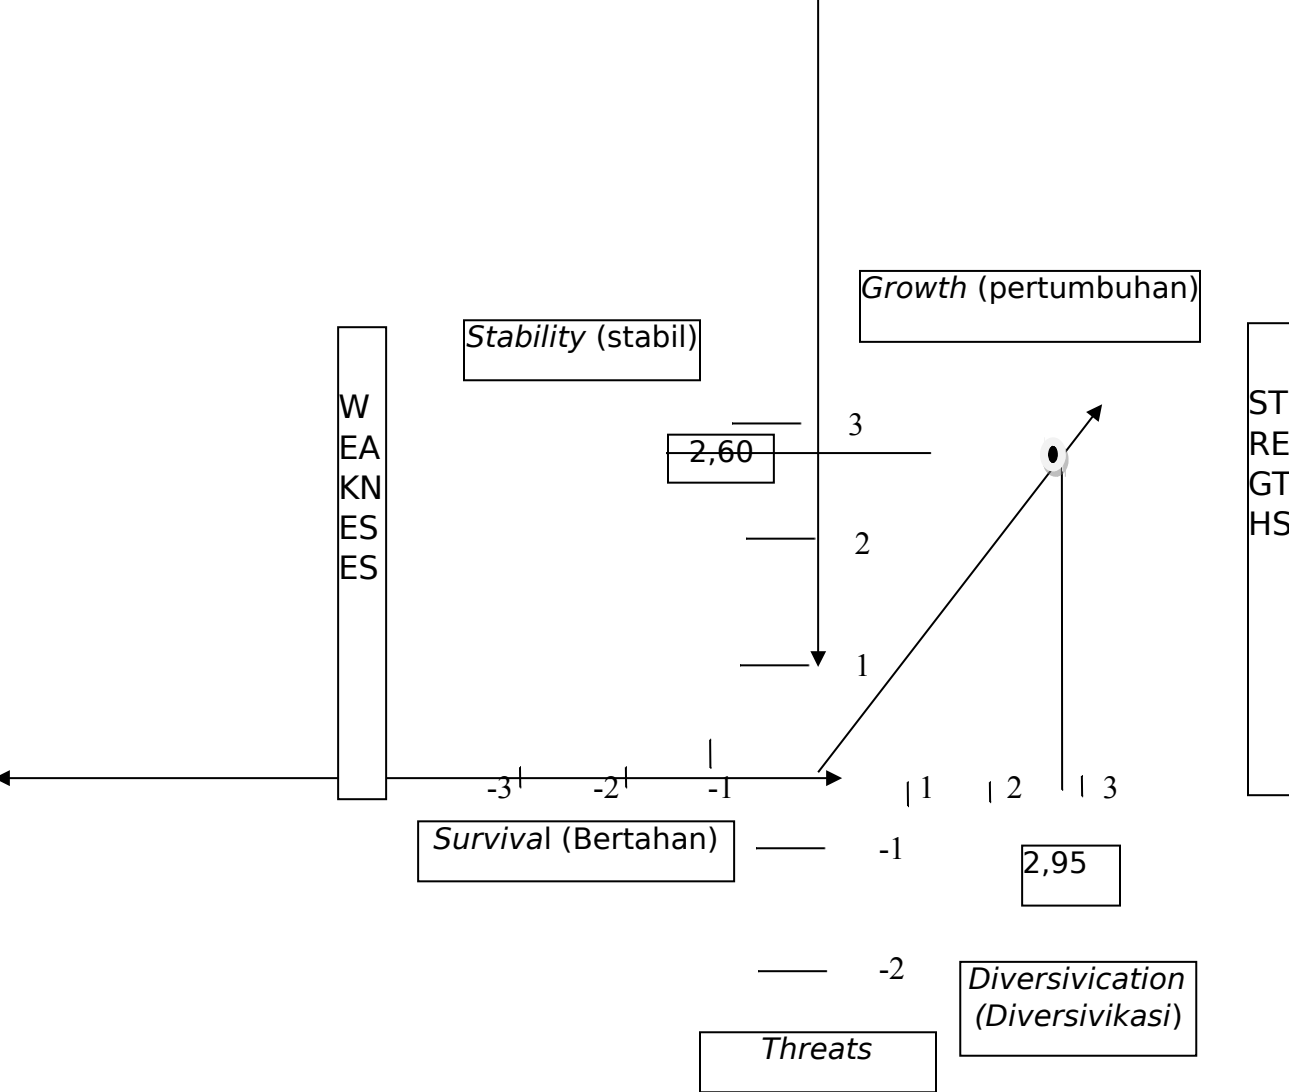 Growth (pertumbuhan)
Stability (stabil)
W
EA
KN
ES
ES
ST
RE
GT
HS
3
2,60
2
1
-3
-2
-1
1
2
3
Survival (Bertahan)
-1
2,95
-2
Diversivication
(Diversivikasi)
Threats